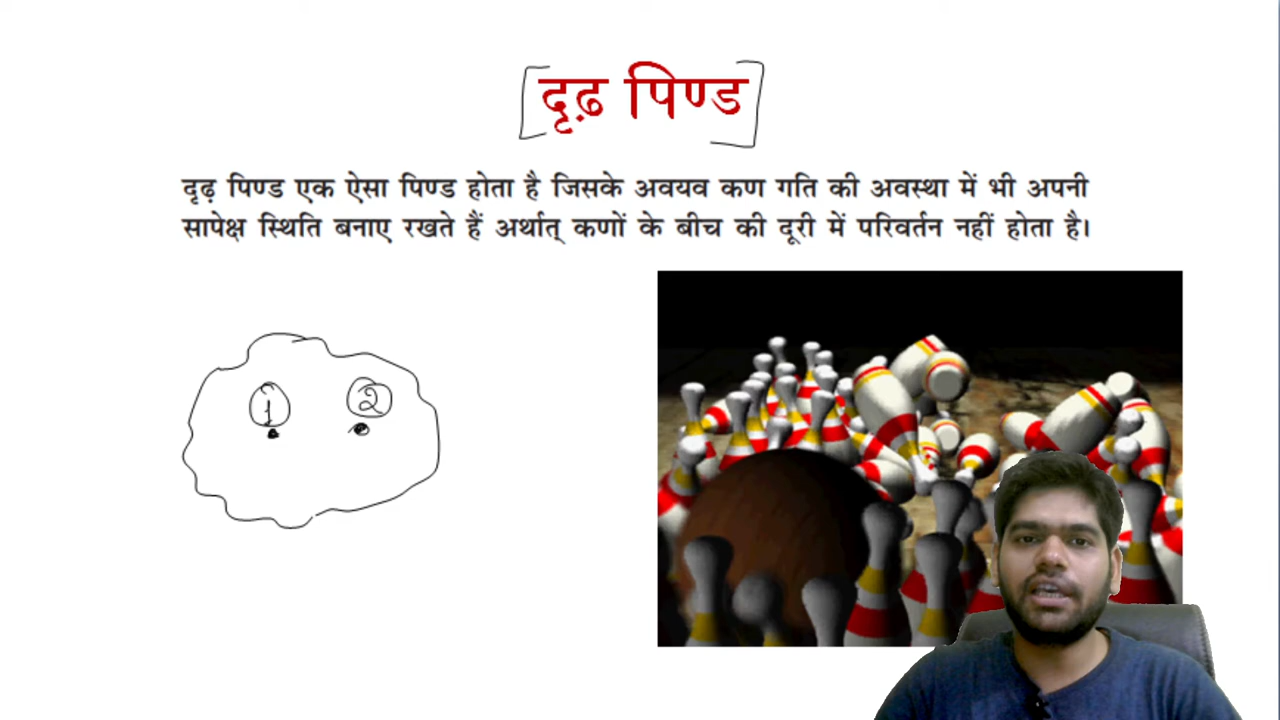 दृढ़ पिण्ड
दृढ़ पिण्ड एक ऐसा पिण्ड होता है जिसके अवयव कण गति की अवस्था में भी अपनी
सापेक्ष स्थिति बनाए रखते हैं अर्थात् कणों के बीच की दूरी में परिवर्तन नहीं होता है।
1 2